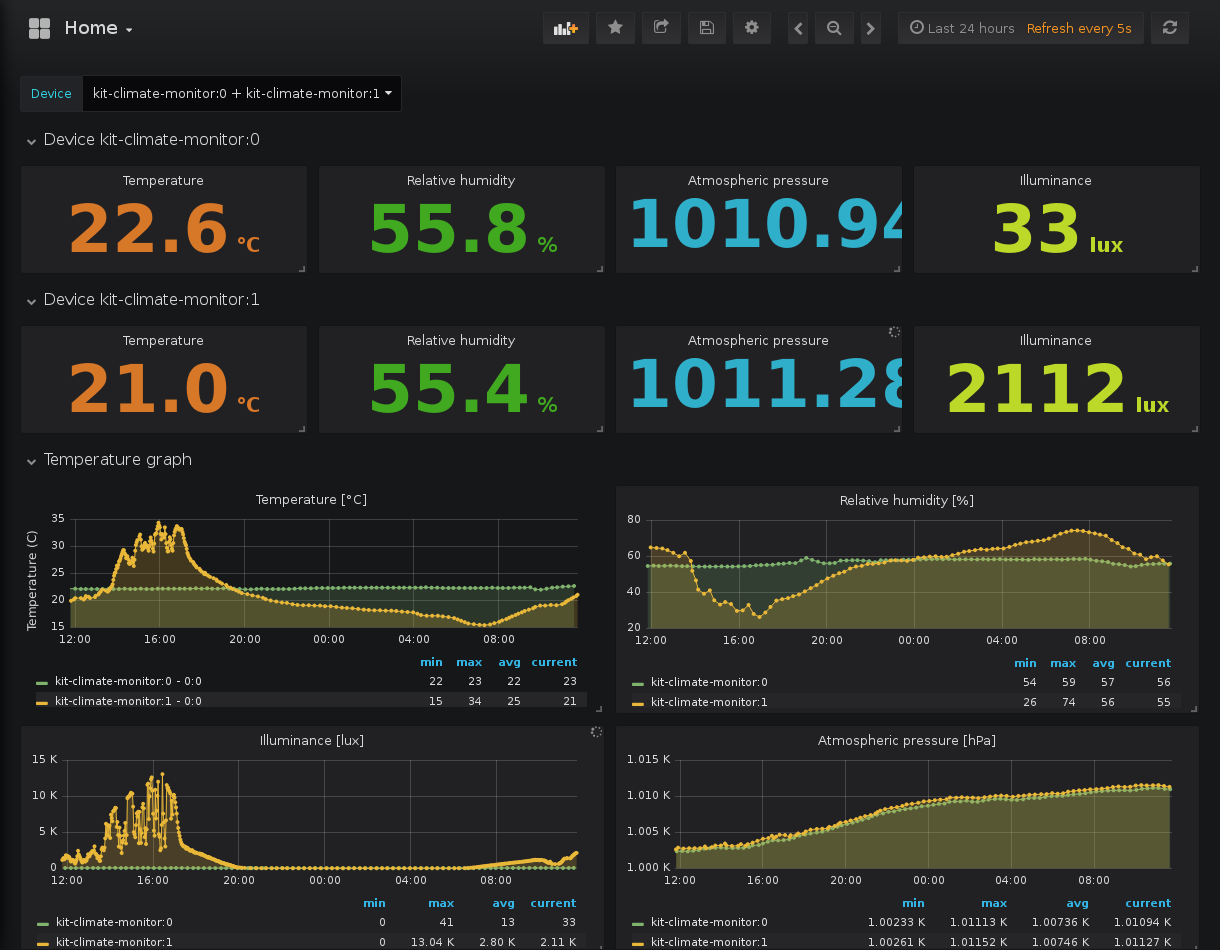 Home
Last 24 hours Refresh every 5s
Device kit-climate-monitor:0 + kit-climate-monitor:1
Device kit-climate-monitor:0
Temperature Relative humidity Atmospheric pressure Illuminance
22.6 °C 55.8 % 1010.94 33 lux
Device kit-climate-monitor:1
Temperature Relative humidity Atmospheric pressure Illuminance
21.0 °C 55.4 % 1011.28 2112 lux
Temperature graph
Temperature [°C]
Temperature (C)
35
30
25
20
15
12:00 16:00 20:00 00:00 04:00 08:00
min max avg current
kit-climate-monitor:0 - 0:0 22 23 22 23
kit-climate-monitor:1 - 0:0 15 34 25 21
Relative humidity [%]
80
60
40
20
12:00 16:00 20:00 00:00 04:00 08:00
min max avg current
kit-climate-monitor:0 54 59 57 56
kit-climate-monitor:1 26 74 56 55
Illuminance [lux]
15 K
10 K
5 K
0
12:00 16:00 20:00 00:00 04:00 08:00
min max avg current
kit-climate-monitor:0 0 41 13 33
kit-climate-monitor:1 0 13.04 K 2.80 K 2.11 K
Atmospheric pressure [hPa]
1.015 K
1.010 K
1.005 K
1.000 K
12:00 16:00 20:00 00:00 04:00 08:00
min max avg current
kit-climate-monitor:0 1.00233 K 1.01113 K 1.00736 K 1.01094 K
kit-climate-monitor:1 1.00261 K 1.01152 K 1.00746 K 1.01127 K